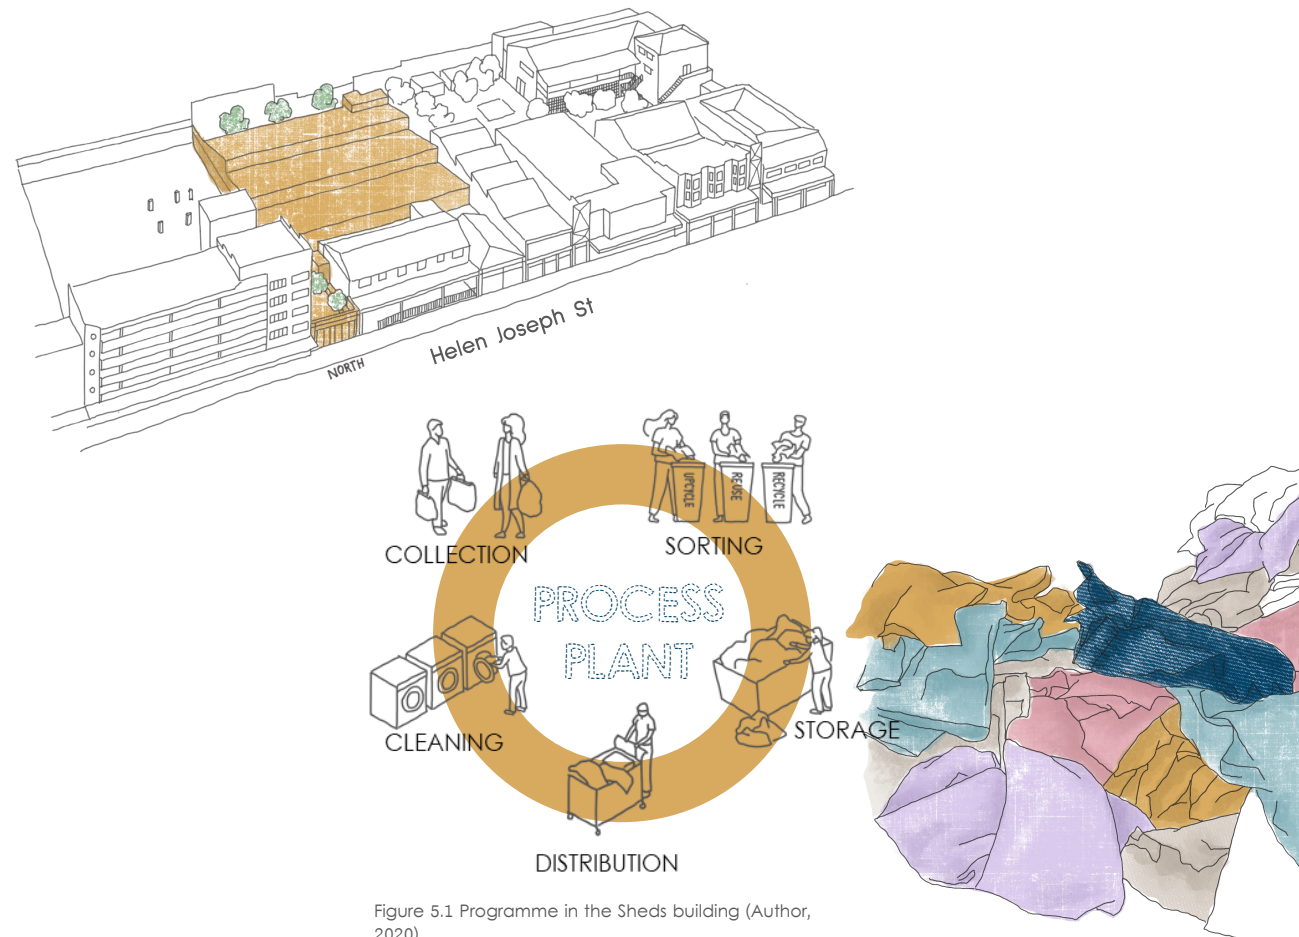 Helen Joseph St
NORTH
UPCYCLE
REUSE
RECYCLE
COLLECTION
SORTING
PROCESS
PLANT
CLEANING
STORAGE
DISTRIBUTION
Figure 5.1 Programme in the Sheds building (Author,
2020)